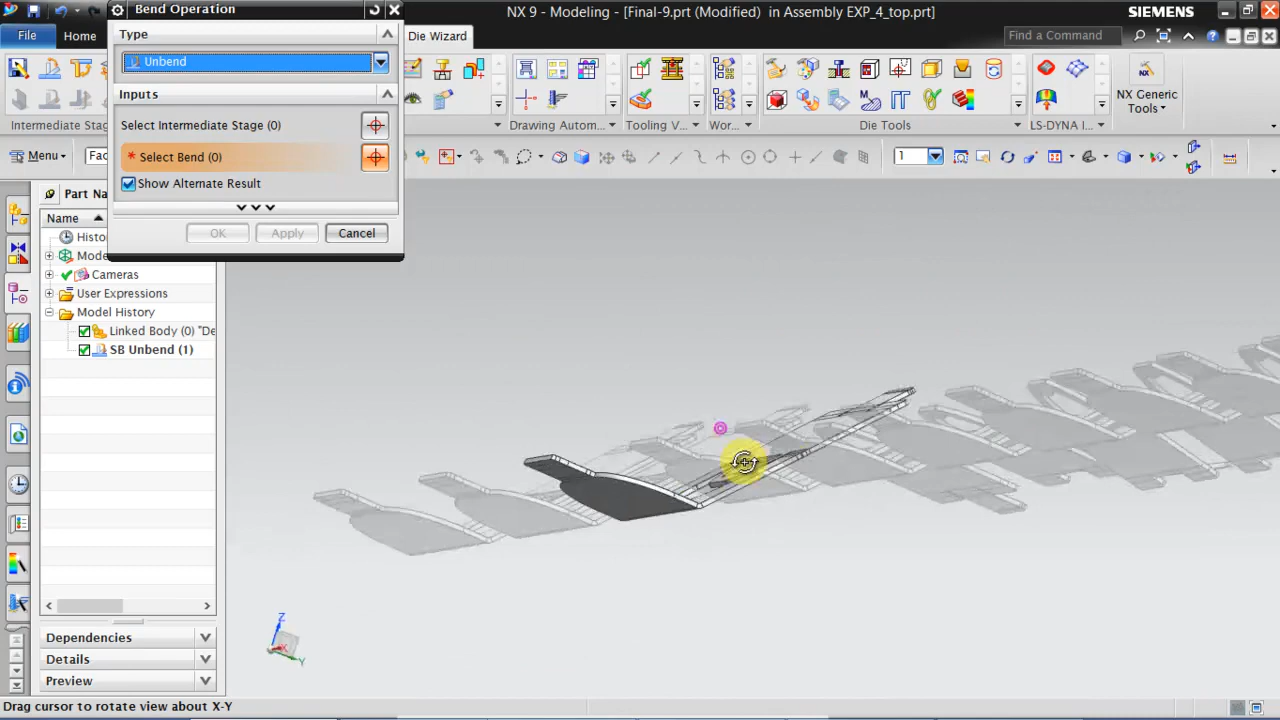 Bend Operation
NX 9 - Modeling - [Final-9.prt (Modified) in Assembly EXP_4_top.prt]
SIEMENS
File
Home
Die Wizard
Find a Command
Type
Unbend
Inputs
Select Intermediate Stage (0)
* Select Bend (0)
Show Alternate Result
OK
Apply
Cancel
NX Generic
Tools
Intermediate Stag
Drawing Autom...
Tooling V...
Wor...
Die Tools
LS-DYNA I...
Menu
Fac
1
Part Na
Name
Histo
Mode
Cameras
User Expressions
Model History
Linked Body (0) "De
SB Unbend (1)
Dependencies
Details
Preview
Z
X
Y
Drag cursor to rotate view about X-Y